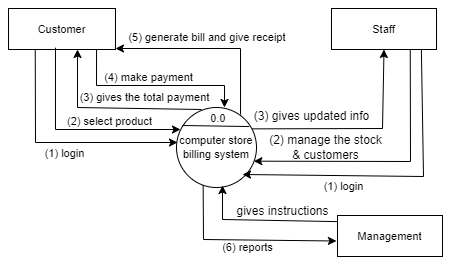 Customer
Staff
(5) generate bill and give receipt
(4) make payment
(3) gives the total payment
0.0
(3) gives updated info
(2) select product
computer store
billing system
(2) manage the stock
& customers
(1) login
(1) login
gives instructions
Management
(6) reports